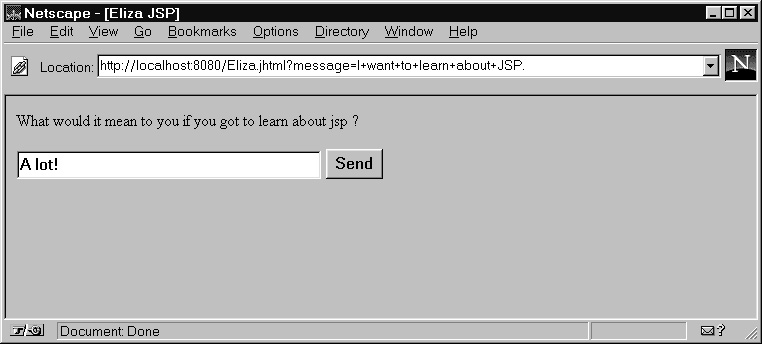 Netscape - [Eliza JSP]
File Edit View Go Bookmarks Options Directory Window Help
Location: http://localhost:8080/Eliza.jhtml?message=I+want+to+learn+about+JSP. N
What would it mean to you if you got to learn about jsp ?
A lot! Send
Document: Done ?